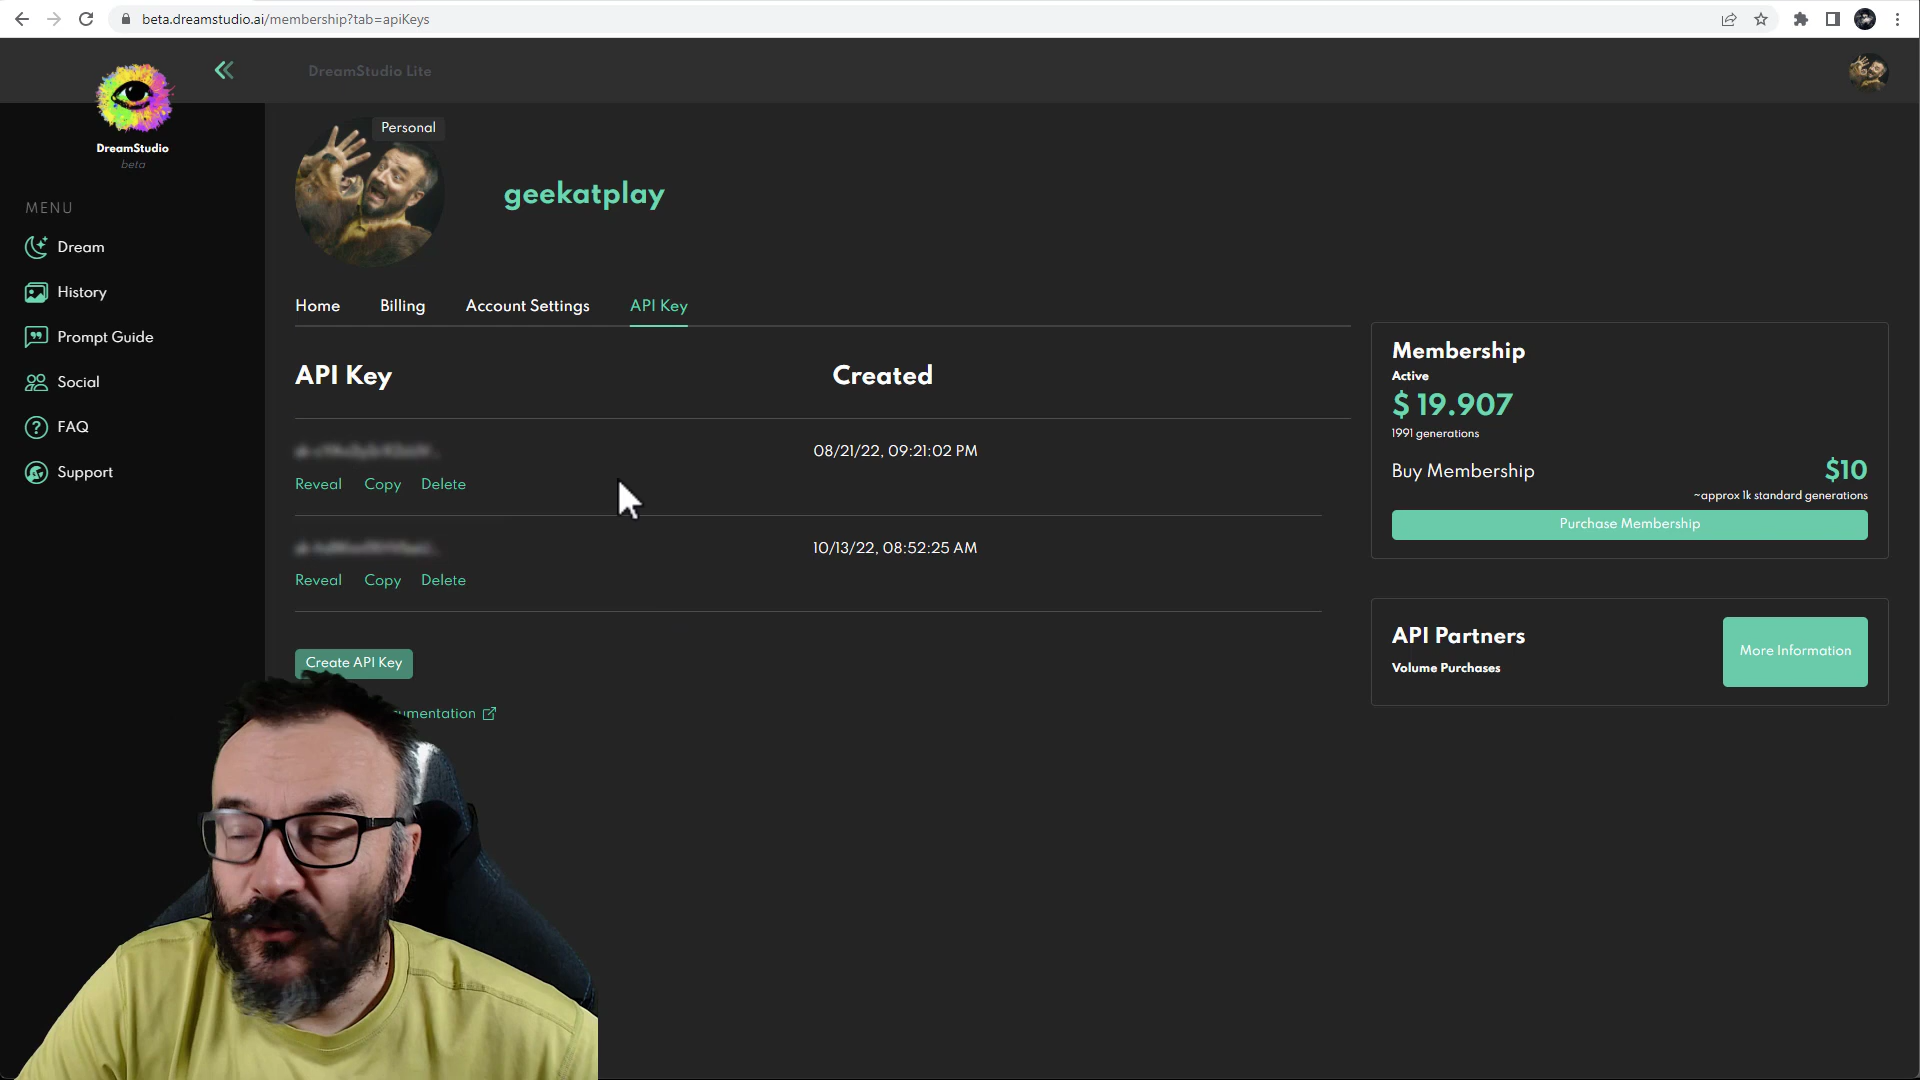 beta.dreamstudio.ai/membership?tab=apiKeys
DreamStudio Lite
DreamStudio
beta
MENU
Dream
History
Prompt Guide
Social
FAQ
Support
Personal
geekatplay
Home Billing Account Settings API Key
API Key Created
08/21/22, 09:21:02 PM
Reveal Copy Delete
10/13/22, 08:52:25 AM
Reveal Copy Delete
Create API Key
umentation
Membership
Active
$ 19.907
1991 generations
Buy Membership $10
~approx 1k standard generations
Purchase Membership
API Partners
Volume Purchases
More Information